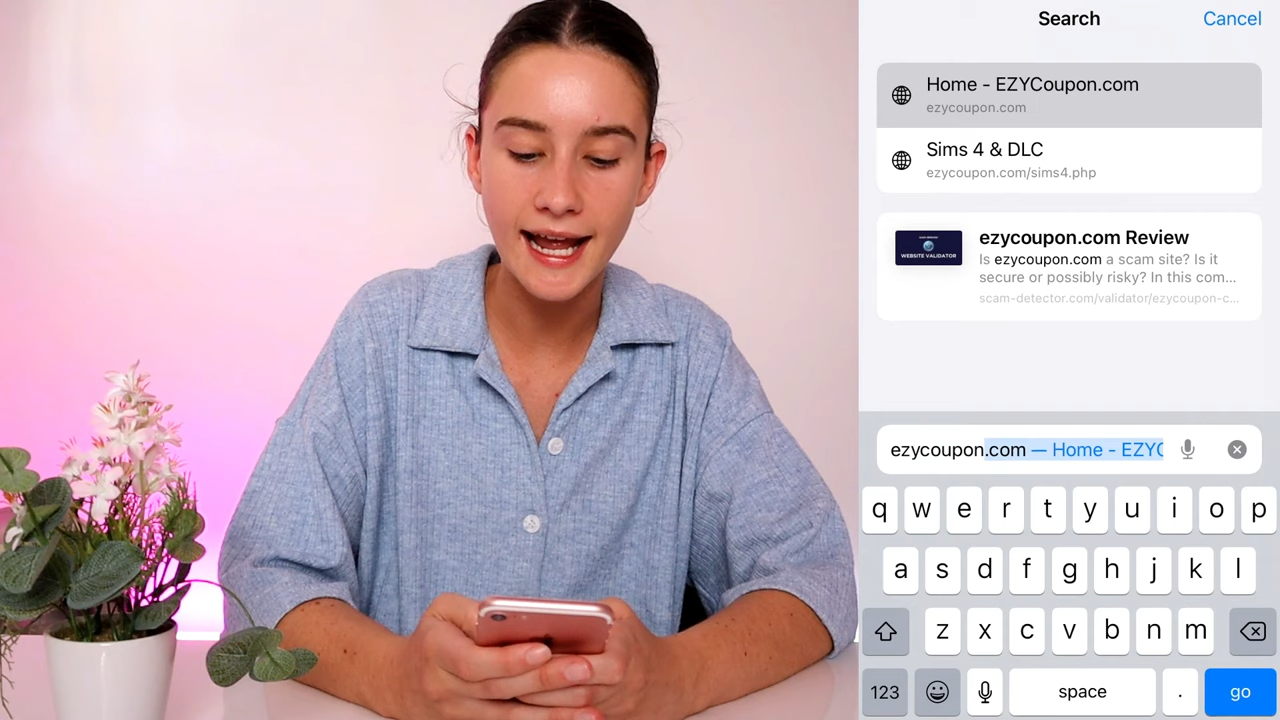 Search
Cancel
Home - EZYCoupon.com
ezycoupon.com
Sims 4 & DLC
ezycoupon.com/sims4.php
WEBSITE VALIDATOR
ezycoupon.com Review
Is ezycoupon.com a scam site? Is it
secure or possibly risky? In this com...
scam-detector.com/validator/ezycoupon-c...
ezycoupon.com — Home - EZYC
q w e r t y u i o p
a s d f g h j k l
z x c v b n m
123
space
.
go